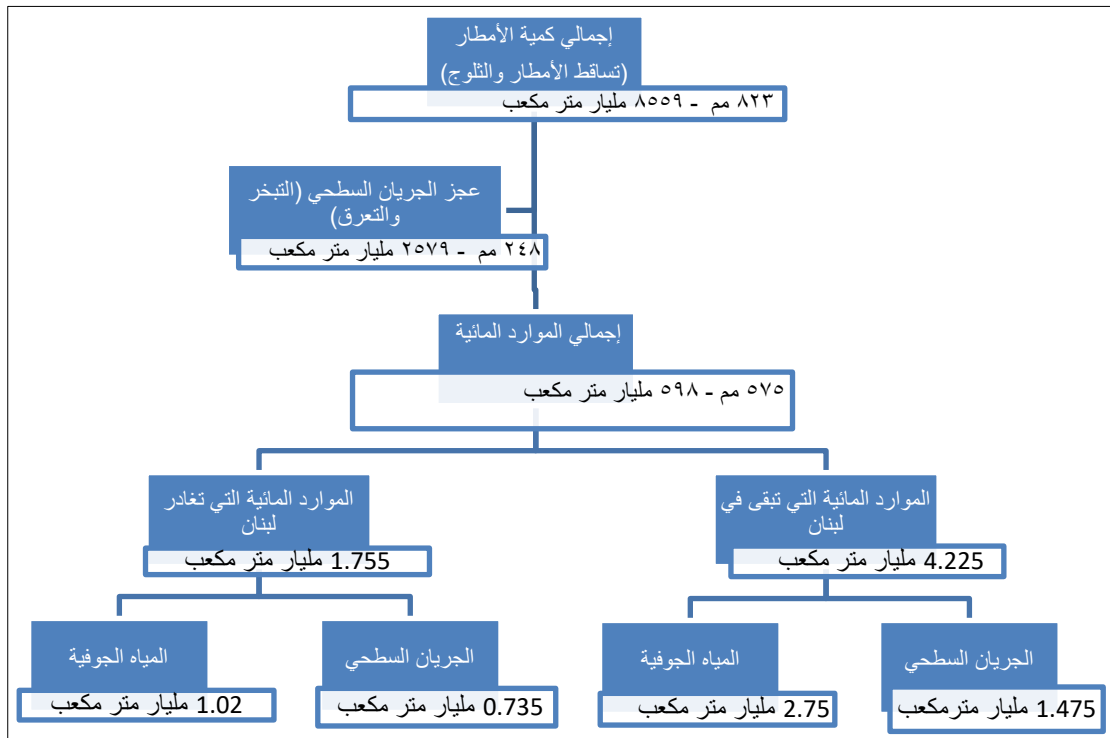 إجمالي كمية الأمطار
(تساقط الأمطار والثلوج)
٨٢٣ مم - ٨٥٥٩ مليار متر مكعب
عجز الجريان السطحي (التبخر
والتعرق)
٢٤٨ مم - ٢٥٧٩ مليار متر مكعب
إجمالي الموارد المائية
٥٧٥ مم - ٥٩٨ مليار متر مكعب
الموارد المائية التي تبقى في
لبنان
4.225 مليار متر مكعب
الموارد المائية التي تغادر
لبنان
1.755 مليار متر مكعب
الجريان السطحي
1.475 مليار مترمكعب
المياه الجوفية
2.75 مليار متر مكعب
الجريان السطحي
0.735 مليار متر مكعب
المياه الجوفية
1.02 مليار متر مكعب